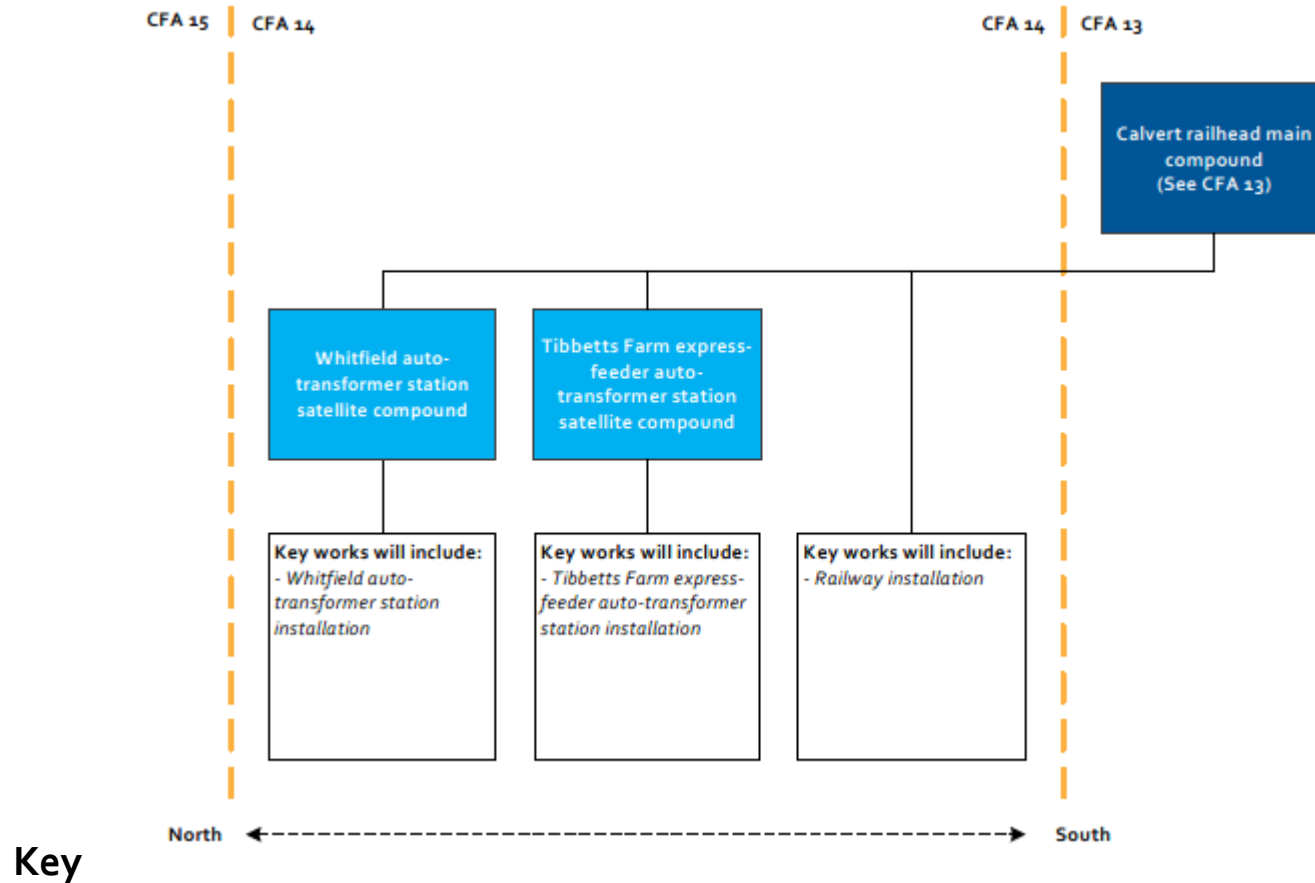 CFA 15 CFA 14
CFA 14 CFA 13
Calvert railhead main
compound
(See CFA 13)
Whitfield auto-
transformer station
satellite compound
Tibbetts Farm express-
feeder auto-
transformer station
satellite compound
Key works will include:
- Whitfield auto-
transformer station
installation
Key works will include:
- Tibbetts Farm express-
feeder auto-transformer
station installation
Key works will include:
- Railway installation
North
South
Key